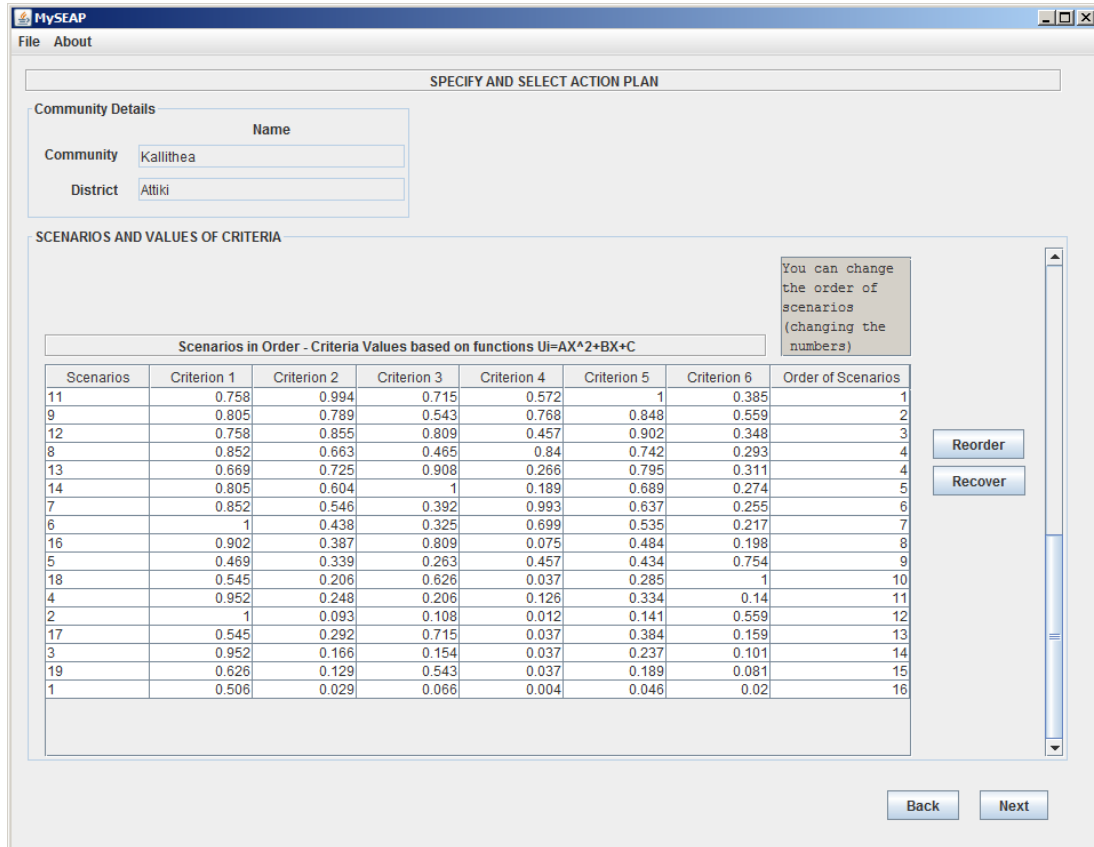 MySEAP
File About
SPECIFY AND SELECT ACTION PLAN
Community Details
Name
Community Kallithea
District Attiki
SCENARIOS AND VALUES OF CRITERIA
You can change
the order of
scenarios
(changing the
numbers)
Scenarios in Order - Criteria Values based on functions Ui=AX^2+BX+C
Scenarios Criterion 1 Criterion 2 Criterion 3 Criterion 4 Criterion 5 Criterion 6 Order of Scenarios
11 0.758 0.994 0.715 0.572 1 0.385 1
9 0.805 0.789 0.543 0.768 0.848 0.559 2
12 0.758 0.855 0.809 0.457 0.902 0.348 3
8 0.852 0.663 0.465 0.84 0.742 0.293 4
13 0.669 0.725 0.908 0.266 0.795 0.311 4
14 0.805 0.604 1 0.189 0.689 0.274 5
7 0.852 0.546 0.392 0.993 0.637 0.255 6
6 1 0.438 0.325 0.699 0.535 0.217 7
16 0.902 0.387 0.809 0.075 0.484 0.198 8
5 0.469 0.339 0.263 0.457 0.434 0.754 9
18 0.545 0.206 0.626 0.037 0.285 1 10
4 0.952 0.248 0.206 0.126 0.334 0.14 11
2 1 0.093 0.108 0.012 0.141 0.559 12
17 0.545 0.292 0.715 0.037 0.384 0.159 13
3 0.952 0.166 0.154 0.037 0.237 0.101 14
19 0.626 0.129 0.543 0.037 0.189 0.081 15
1 0.506 0.029 0.066 0.004 0.046 0.02 16
Reorder
Recover
Back Next